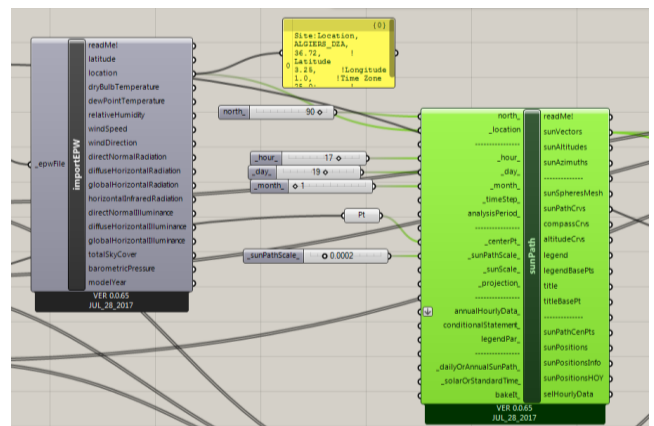 readMe!
latitude
location
dryBulbTemperature
dewPointTemperature
relativeHumidity
windSpeed
windDirection
directNormalRadiation
diffuseHorizontalRadiation
globalHorizontalRadiation
horizontalInfraredRadiation
directNormalIlluminance
diffuseHorizontalIlluminance
globalHorizontalIlluminance
totalSkyCover
barometricPressure
modelYear
_epwFile
importEPW
VER 0.0.65
JUL_28_2017
{0}
0
Site:Location,
ALGIERS_DZA,
36.72, !
Latitude
3.25, !Longitude
1.0, !Time Zone
25.0; !
north_ 90
_hour_ 17
_day_ 19
_month_ 1
Pt
_sunPathScale_ 0.0002
north_
_location
---------------
_hour_
_day_
_month_
_timeStep_
analysisPeriod_
---------------
_centerPt_
_sunPathScale_
_sunScale_
_projection_
---------------
annualHourlyData_
conditionalStatement_
legendPar_
---------------
_dailyOrAnnualSunPath_
_solarOrStandardTime_
bakeIt_
sunPath
readMe!
sunVectors
sunAltitudes
sunAzimuths
---------------
sunSpheresMesh
sunPathCrvs
compassCrvs
altitudeCrvs
legend
legendBasePts
title
titleBasePt
---------------
sunPathCenPts
sunPositions
sunPositionsInfo
sunPositionsHOY
selHourlyData
VER 0.0.65
JUL_28_2017